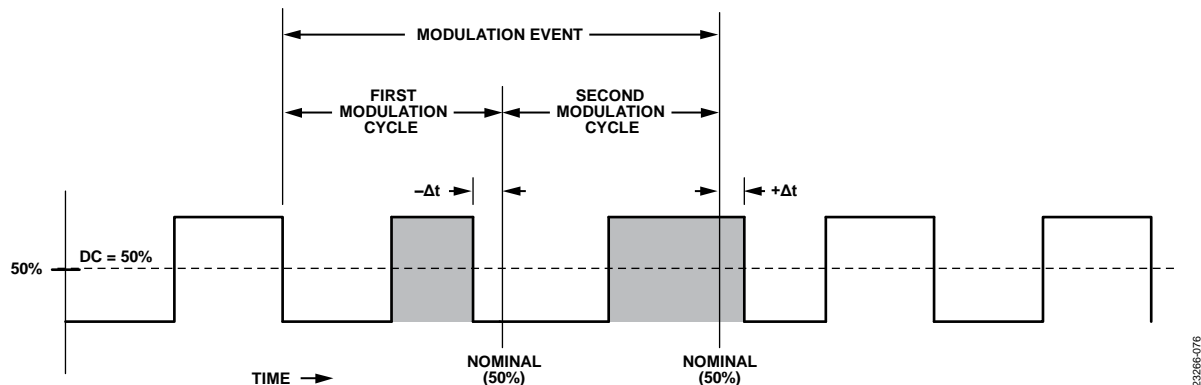 MODULATION EVENT
FIRST
MODULATION
CYCLE
SECOND
MODULATION
CYCLE
–Δt
+Δt
50%
DC = 50%
NOMINAL
(50%)
NOMINAL
(50%)
TIME
23266-076